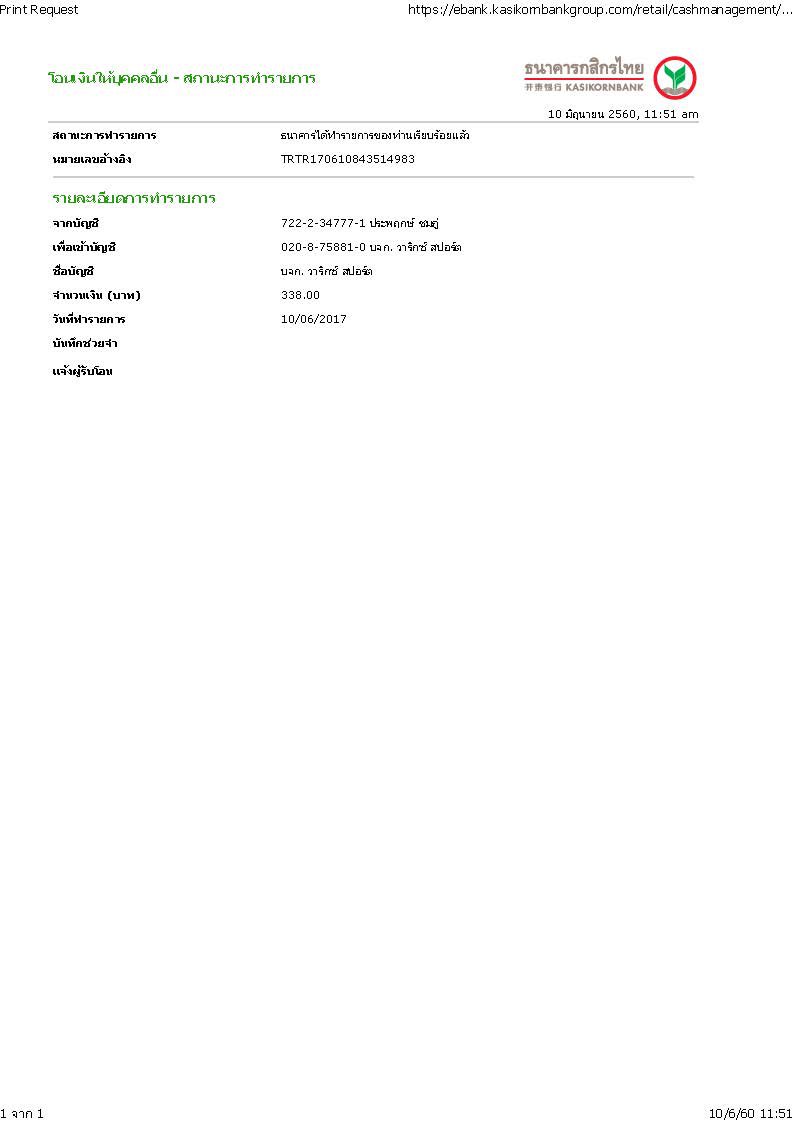 Print Request https://ebank.kasikornbankgroup.com/retail/cashmanagement/...
ธนาคารกสิกรไทย
开泰银行 KASIKORNBANK
โอนเงินให้บุคคลอื่น - สถานะการทำรายการ
10 มิถุนายน 2560, 11:51 am
สถานะการทำรายการ ธนาคารได้ทำรายการของท่านเรียบร้อยแล้ว
หมายเลขอ้างอิง TRTR170610843514983
รายละเอียดการทำรายการ
จากบัญชี 722-2-34777-1 ประพฤกษ์ ชมภู่
เพื่อเข้าบัญชี 020-8-75881-0 บจก. วาริกซ์ สปอร์ต
ชื่อบัญชี บจก. วาริกซ์ สปอร์ต
จำนวนเงิน (บาท) 338.00
วันที่ทำรายการ 10/06/2017
บันทึกช่วยจำ
แจ้งผู้รับโอน
1 จาก 1 10/6/60 11:51